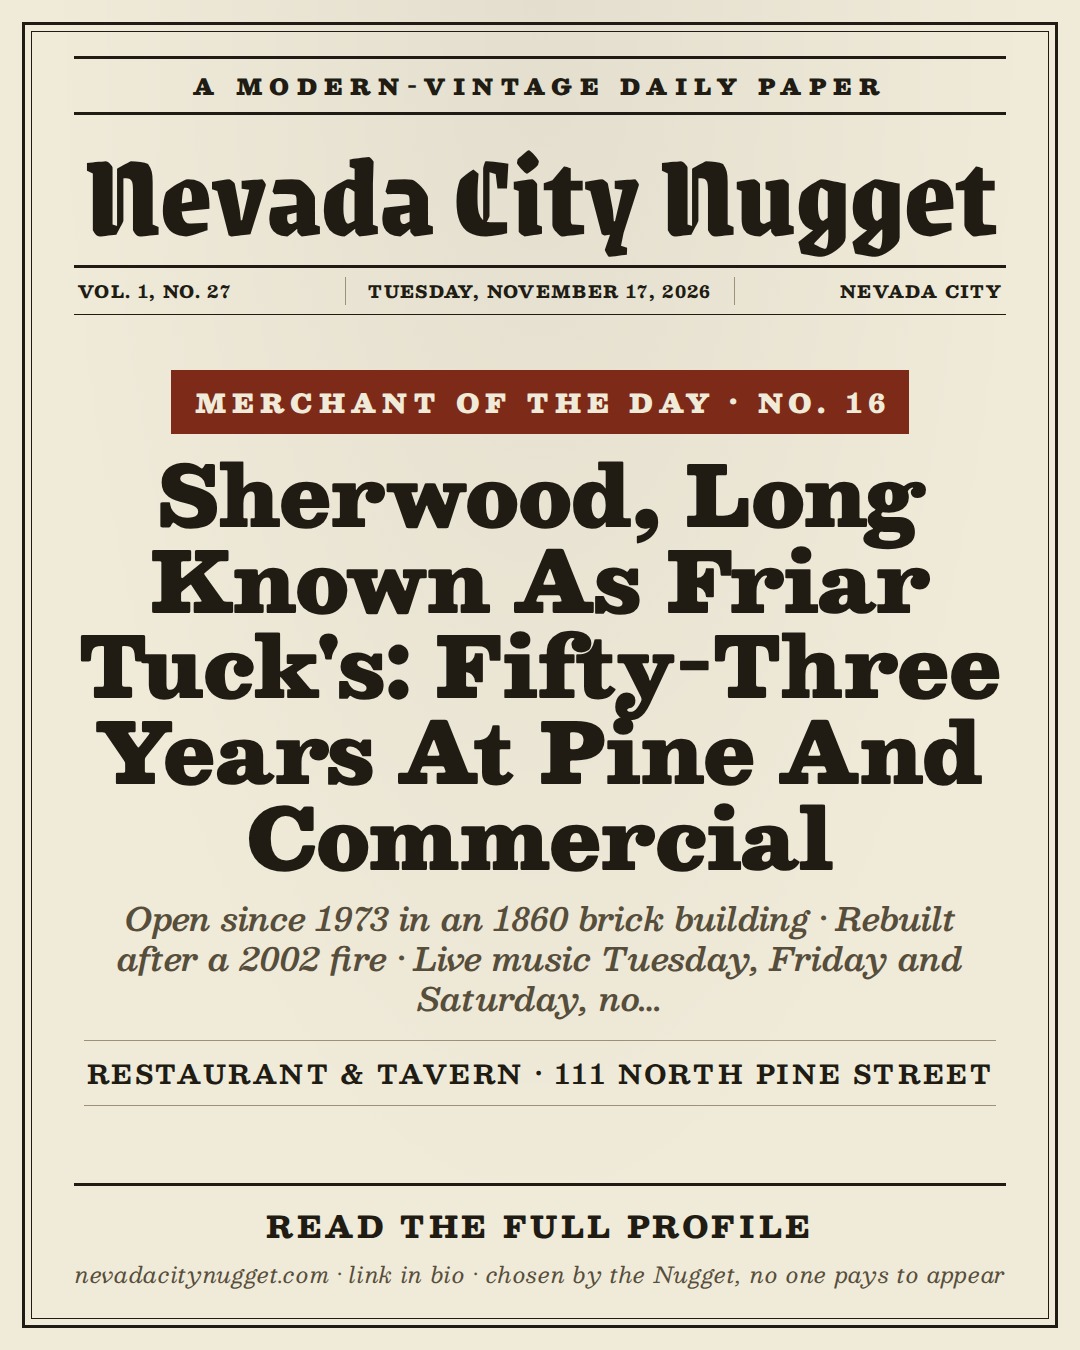 A MODERN-VINTAGE DAILY PAPER
Nevada City Nugget
VOL. 1, NO. 27 TUESDAY, NOVEMBER 17, 2026 NEVADA CITY
MERCHANT OF THE DAY · NO. 16
Sherwood, Long
Known As Friar
Tuck's: Fifty-Three
Years At Pine And
Commercial
Open since 1973 in an 1860 brick building · Rebuilt
after a 2002 fire · Live music Tuesday, Friday and
Saturday, no…
RESTAURANT & TAVERN · 111 NORTH PINE STREET
READ THE FULL PROFILE
nevadacitynugget.com · link in bio · chosen by the Nugget, no one pays to appear